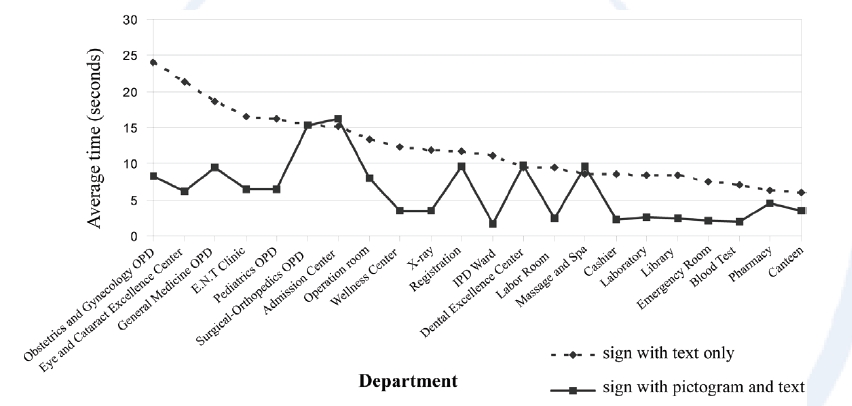 30
25
20
15
10
5
0
Average time (seconds)
Obstetrics and Gynecology OPD
Eye and Cataract Excellence Center
General Medicine OPD
E.N.T Clinic
Pediatrics OPD
Surgical-Orthopedics OPD
Admission Center
Operation room
Wellness Center
X-ray
Registration
IPD Ward
Dental Excellence Center
Labor Room
Massage and Spa
Cashier
Laboratory
Library
Emergency Room
Blood Test
Pharmacy
Canteen
Department
sign with text only
sign with pictogram and text